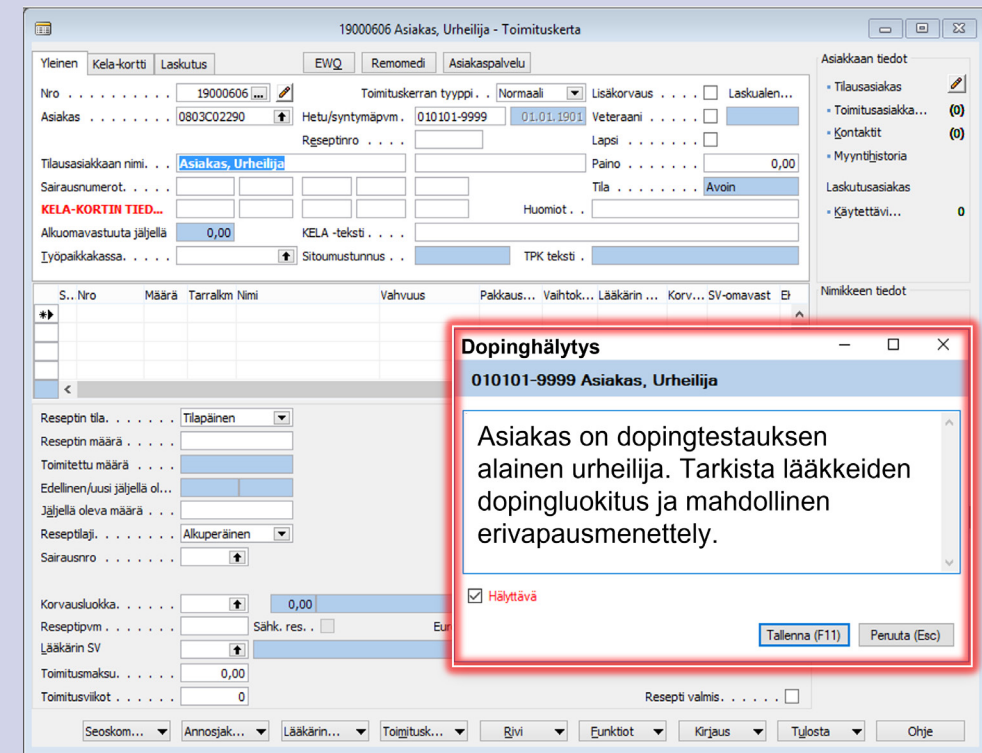 19000606 Asiakas, Urheilija - Toimituskerta
Yleinen Kela-kortti Laskutus EWQ Remomedi Asiakaspalvelu
Asiakkaan tiedot
Nro . . . . . . . . . . 19000606 ... Toimituskerran tyyppi . . Normaali Lisäkorvaus . . . . Laskualen...
Tilausasiakas
Asiakas . . . . . . . . 0803C02290 Hetu/syntymäpvm . 010101-9999 01.01.1901 Veteraani . . . . .
Toimitusasiakka... (0)
Reseptinro . . . . Lapsi . . . . . . .
Kontaktit (0)
Tilausasiakkaan nimi. . . Asiakas, Urheilija Paino . . . . . . . 0,00
Myyntihistoria
Sairausnumerot. . . . . Tila . . . . . . . . Avoin
Laskutusasiakas
KELA-KORTIN TIED... Huomiot . .
Käytettävi... 0
Alkuomavastuuta jäljellä 0,00 KELA -teksti . . . .
Työpaikkakassa. . . . . Sitoumustunnus . . TPK teksti .
S.. Nro Määrä Tarralkm Nimi Vahvuus Pakkaus... Vaihtok... Lääkärin ... Korv... SV-omavast
Nimikkeen tiedot
Dopinghälytys
010101-9999 Asiakas, Urheilija
Asiakas on dopingtestauksen
alainen urheilija. Tarkista lääkkeiden
dopingluokitus ja mahdollinen
erivapausmenettely.
Hälyttävä
Tallenna (F11) Peruuta (Esc)
Reseptin tila. . . . . . . Tilapäinen
Reseptin määrä . . . . .
Toimitettu määrä . . . .
Edellinen/uusi jäljellä ol...
Jäljellä oleva määrä . . .
Reseptilaji. . . . . . . . Alkuperäinen
Sairausnro . . . . . . .
Korvausluokka. . . . . . 0,00
Reseptipvm . . . . . . . Sähk. res. . Eur
Lääkärin SV
Toimitusmaksu. . . . . . 0,00
Toimitusviikot . . . . . . 0 Resepti valmis. . . . . .
Seoskom... Annosjak... Lääkärin... Toimitusk... Rivi Funktiot Kirjaus Tulosta Ohje